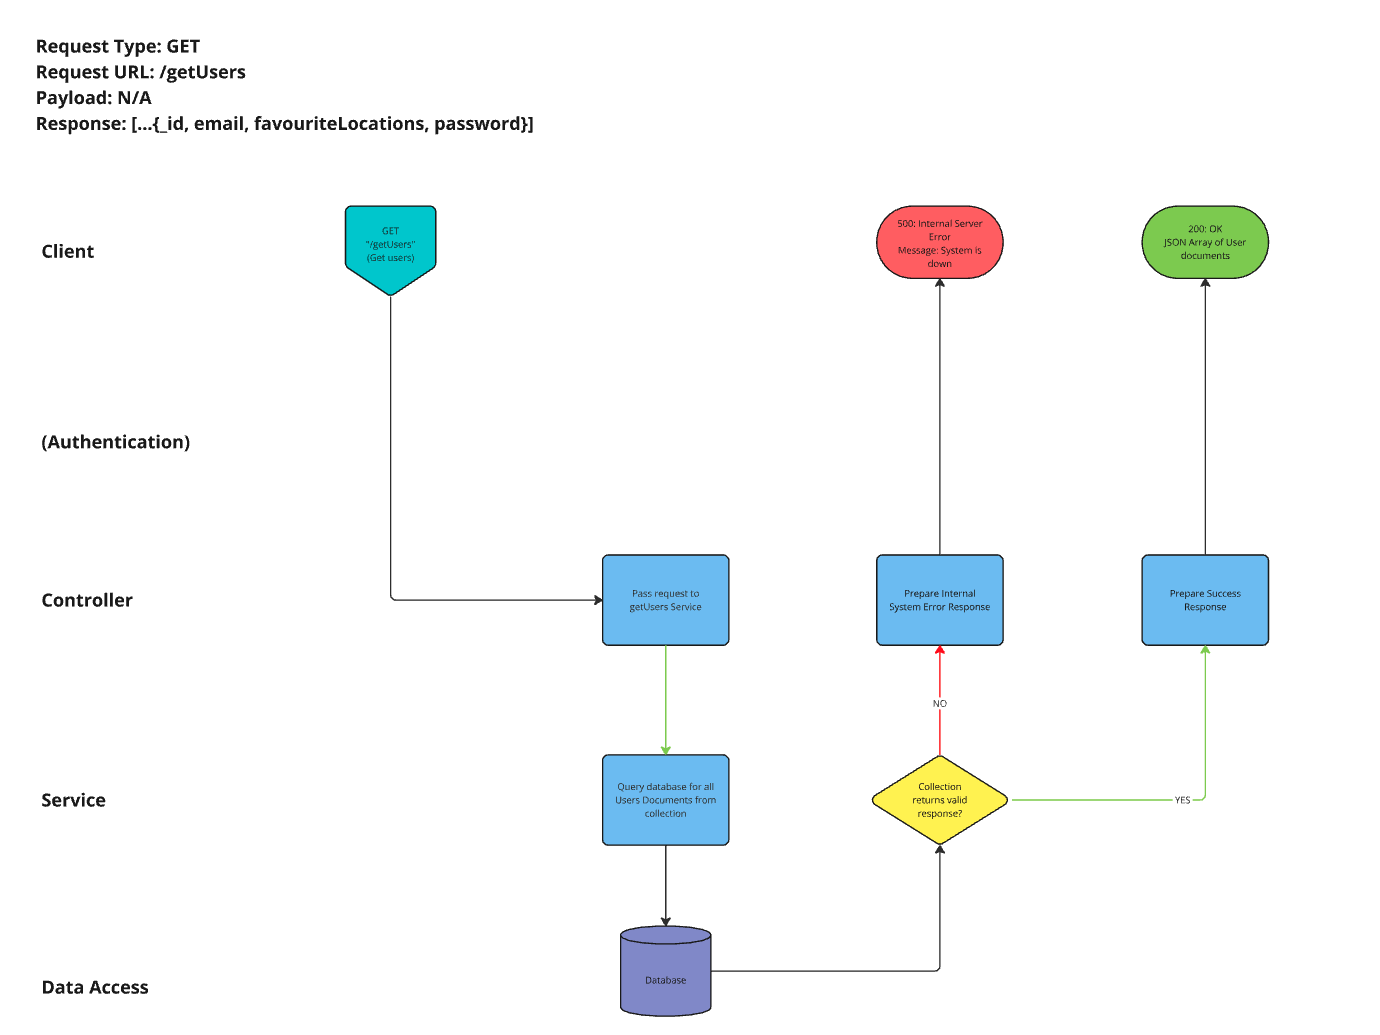 Request Type: GET
Request URL: /getUsers
Payload: N/A
Response: [...{_id, email, favouriteLocations, password}]
Client
GET
"/getUsers"
(Get users)
500: Internal Server
Error
Message: System is
down
200: OK
JSON Array of User
documents
(Authentication)
Controller
Pass request to
getUsers Service
Prepare Internal
System Error Response
Prepare Success
Response
NO
Service
Query database for all
Users Documents from
collection
Collection
returns valid
response?
YES
Data Access
Database